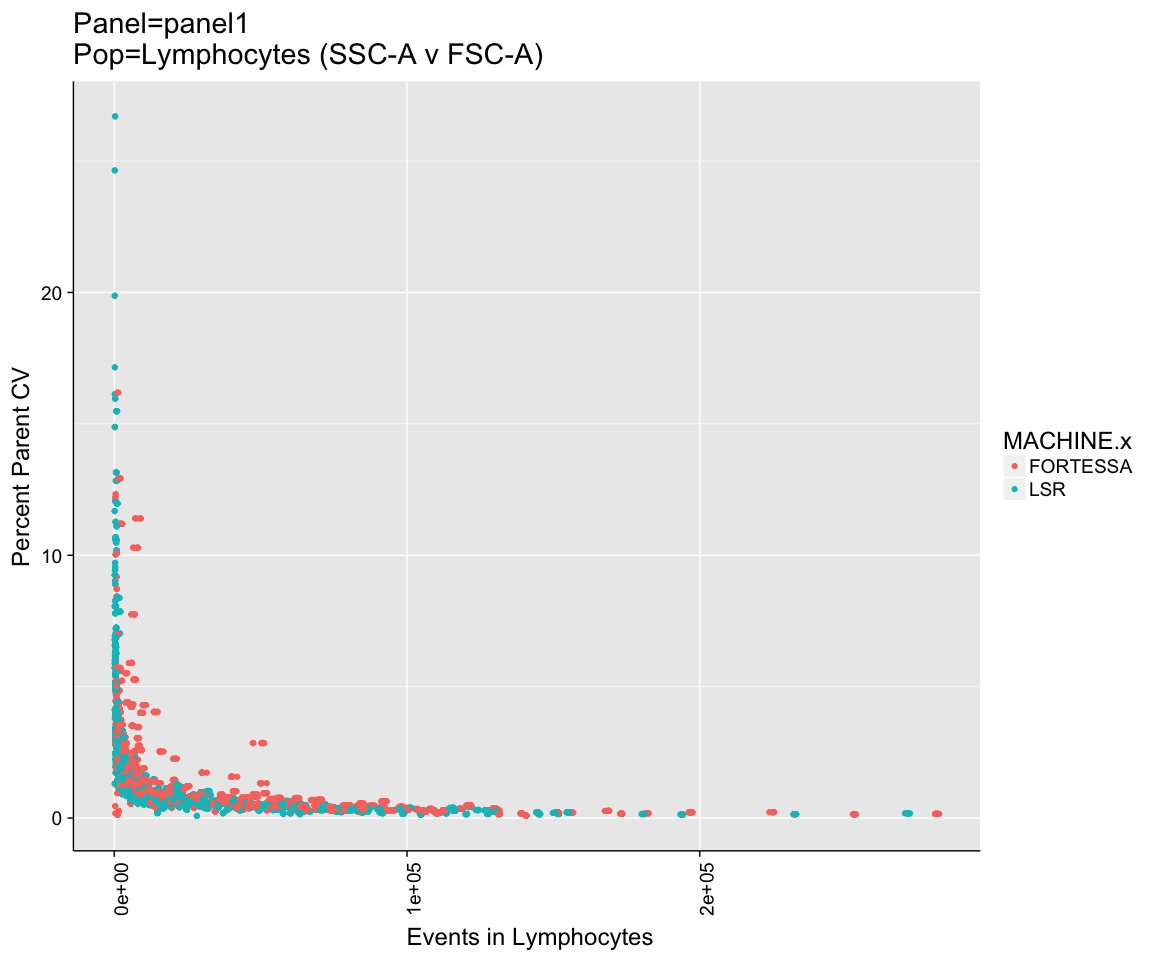 Panel=panel1
Pop=Lymphocytes (SSC-A v FSC-A)
Percent Parent CV
20
10
0
0e+00
1e+05
2e+05
Events in Lymphocytes
MACHINE.x
FORTESSA
LSR